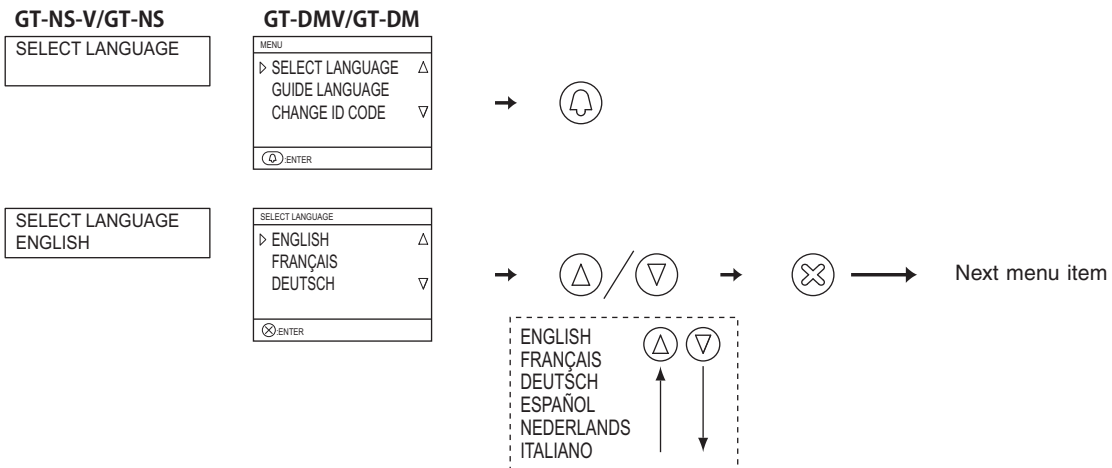 GT-NS-V/GT-NS
GT-DMV/GT-DM
SELECT LANGUAGE
MENU
SELECT LANGUAGE
GUIDE LANGUAGE
CHANGE ID CODE
:ENTER
SELECT LANGUAGE
ENGLISH
SELECT LANGUAGE
ENGLISH
FRANÇAIS
DEUTSCH
:ENTER
Next menu item
ENGLISH
FRANÇAIS
DEUTSCH
ESPAÑOL
NEDERLANDS
ITALIANO